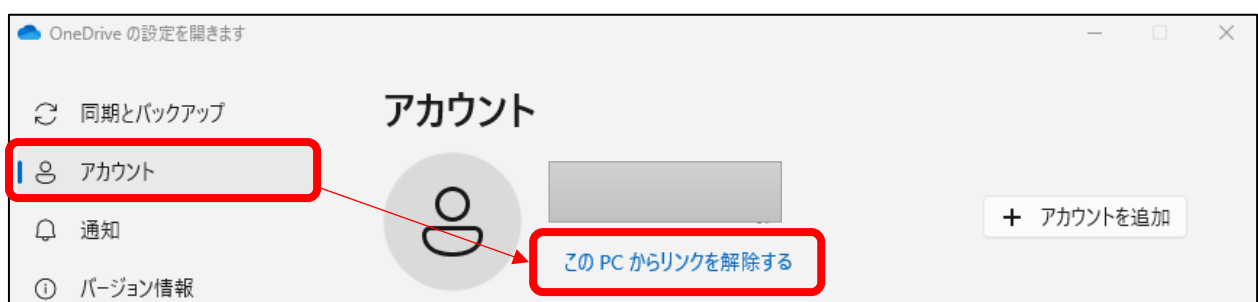 OneDrive の設定を開きます
同期とバックアップ
アカウント
通知
バージョン情報
アカウント
この PC からリンクを解除する
アカウントを追加